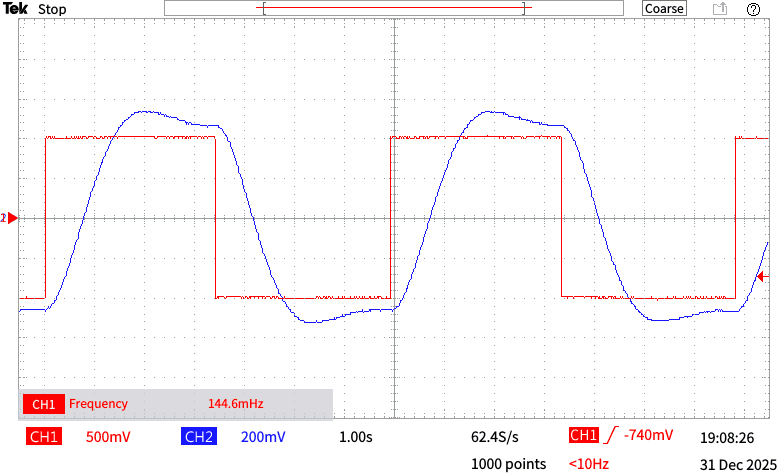 Tek Stop Coarse ?
2
CH1 Frequency 144.6mHz
CH1 500mV CH2 200mV 1.00s 62.4S/s CH1 -740mV 19:08:26
1000 points <10Hz 31 Dec 2025